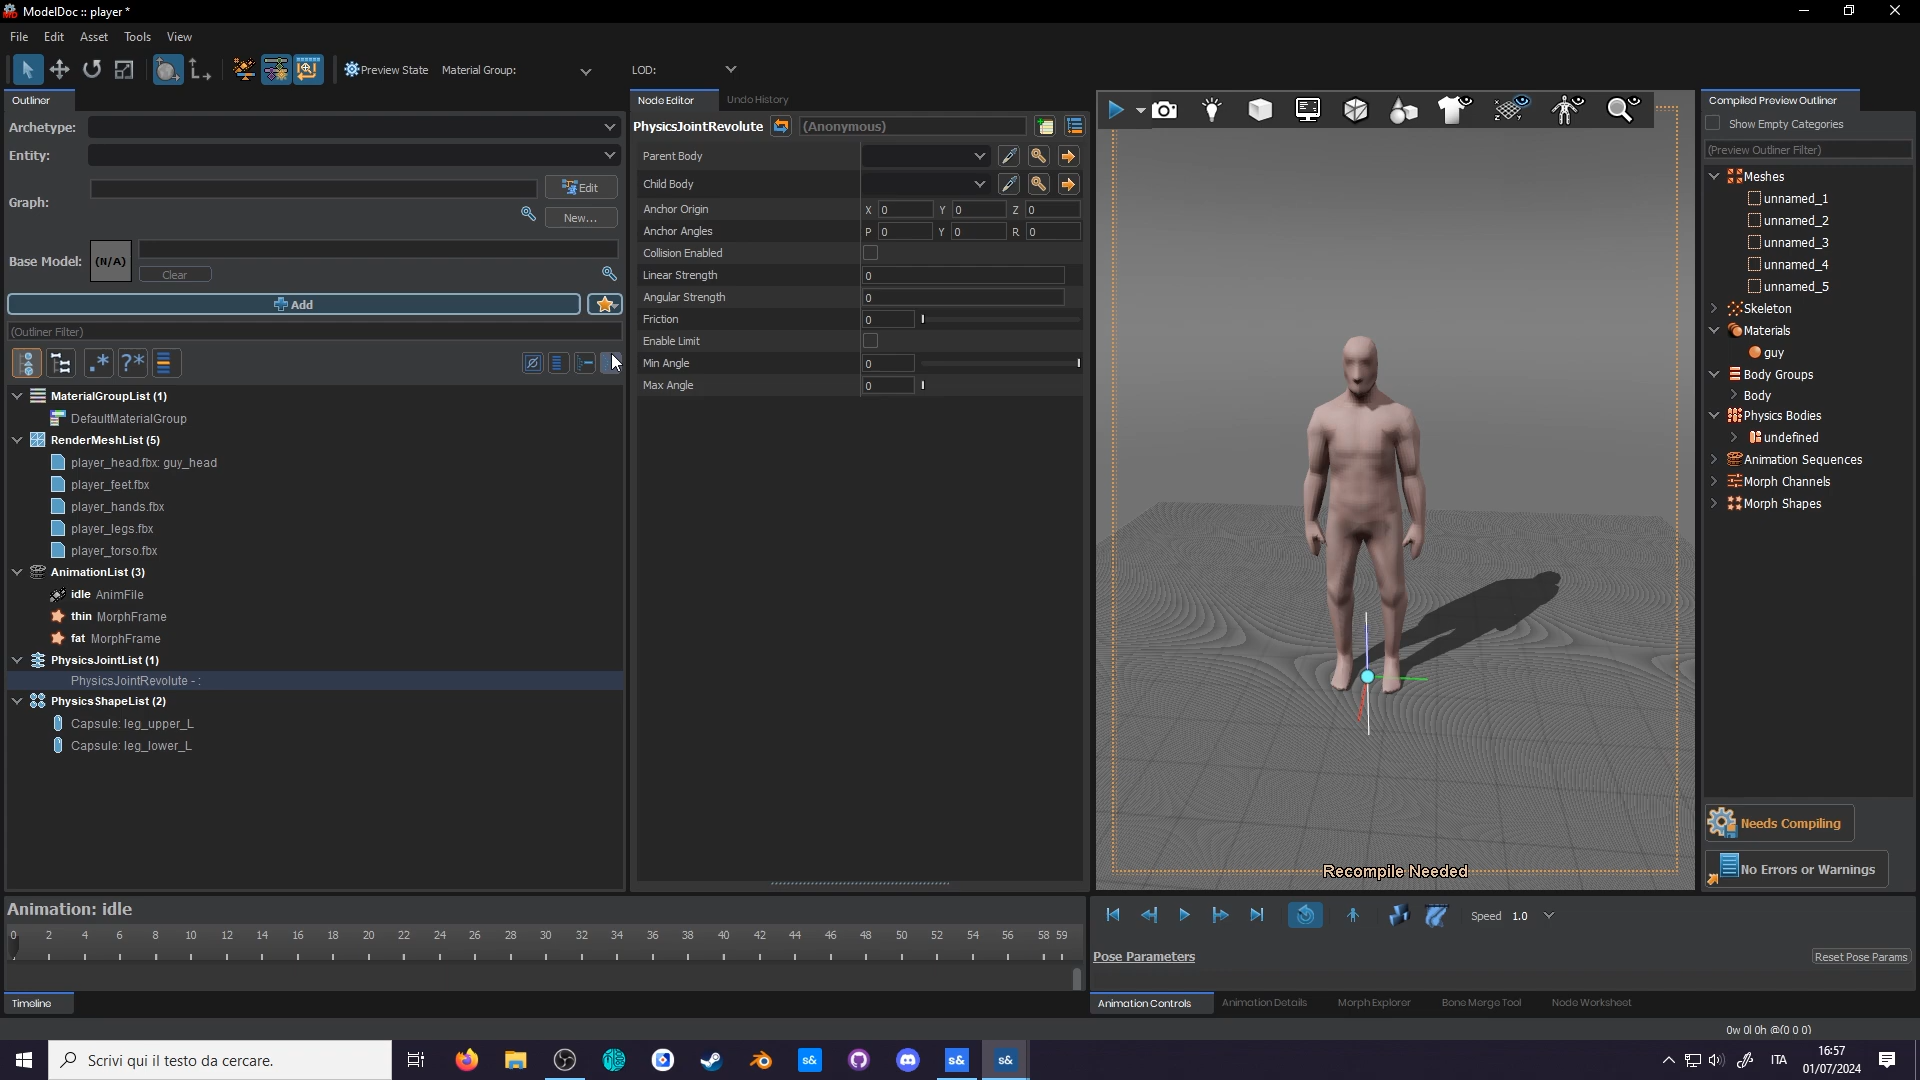 ModelDoc :: player *
File Edit Asset Tools View
Preview State Material Group: LOD:
Outliner
Archetype:
Entity:
Graph:
Edit
New...
Base Model: (N/A)
Clear
Add
(Outliner Filter)
.* ?*
MaterialGroupList (1)
DefaultMaterialGroup
RenderMeshList (5)
player_head.fbx: guy_head
player_feet.fbx
player_hands.fbx
player_legs.fbx
player_torso.fbx
AnimationList (3)
idle AnimFile
thin MorphFrame
fat MorphFrame
PhysicsJointList (1)
PhysicsJointRevolute - :
PhysicsShapeList (2)
Capsule: leg_upper_L
Capsule: leg_lower_L
Node Editor Undo History
PhysicsJointRevolute (Anonymous)
Parent Body
Child Body
Anchor Origin X 0 Y 0 Z 0
Anchor Angles P 0 Y 0 R 0
Collision Enabled
Linear Strength 0
Angular Strength 0
Friction 0
Enable Limit
Min Angle 0
Max Angle 0
Recompile Needed
Compiled Preview Outliner
Show Empty Categories
(Preview Outliner Filter)
Meshes
unnamed_1
unnamed_2
unnamed_3
unnamed_4
unnamed_5
Skeleton
Materials
guy
Body Groups
Body
Physics Bodies
undefined
Animation Sequences
Morph Channels
Morph Shapes
Needs Compiling
No Errors or Warnings
Animation: idle
0 2 4 6 8 10 12 14 16 18 20 22 24 26 28 30 32 34 36 38 40 42 44 46 48 50 52 54 56 58 59
Timeline
Speed 1.0
Pose Parameters
Reset Pose Params
Animation Controls Animation Details Morph Explorer Bone Merge Tool Node Worksheet
0w 0l 0h @(0 0 0)
Scrivi qui il testo da cercare.
s& s& s&
ITA
16:57
01/07/2024